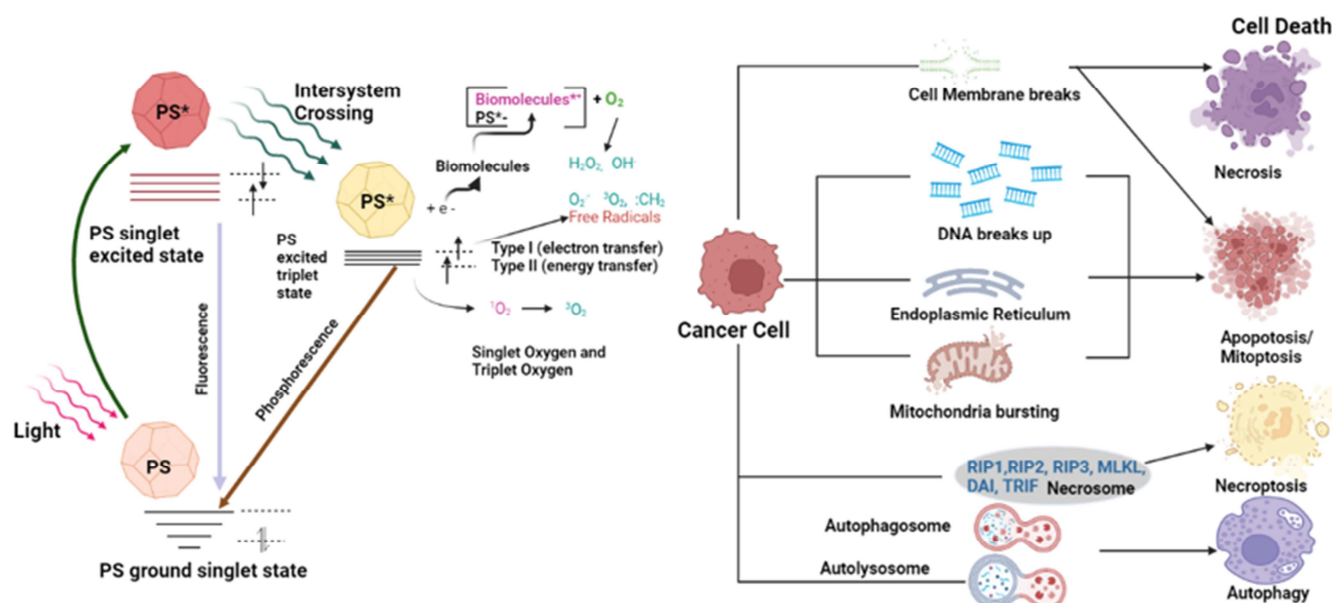 PS*
Intersystem
Crossing
Biomolecules**
PS*-
+ O₂
Biomolecules
H₂O₂, OH⁻
O₂⁻ ³O₂, :CH₂
Free Radicals
PS*
+ e -
PS singlet
excited state
PS
excited
triplet
state
Type I (electron transfer)
Type II (energy transfer)
¹O₂
³O₂
Singlet Oxygen and
Triplet Oxygen
Fluorescence
Phosphorescence
Light
PS
PS ground singlet state
Cell Death
Cell Membrane breaks
Necrosis
DNA breaks up
Cancer Cell
Endoplasmic Reticulum
Apopotosis/
Mitoptosis
Mitochondria bursting
RIP1,RIP2, RIP3, MLKL,
DAI, TRIF Necrosome
Necroptosis
Autophagosome
Autolysosome
Autophagy